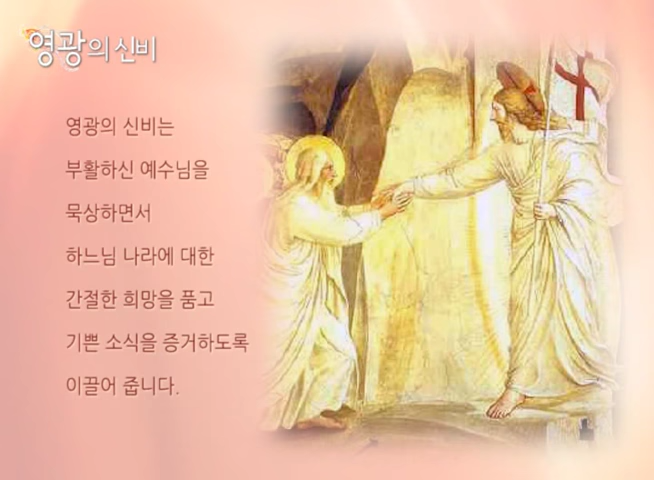 영광의 신비
영광의 신비는
부활하신 예수님을
묵상하면서
하느님 나라에 대한
간절한 희망을 품고
기쁜 소식을 증거하도록
이끌어 줍니다.